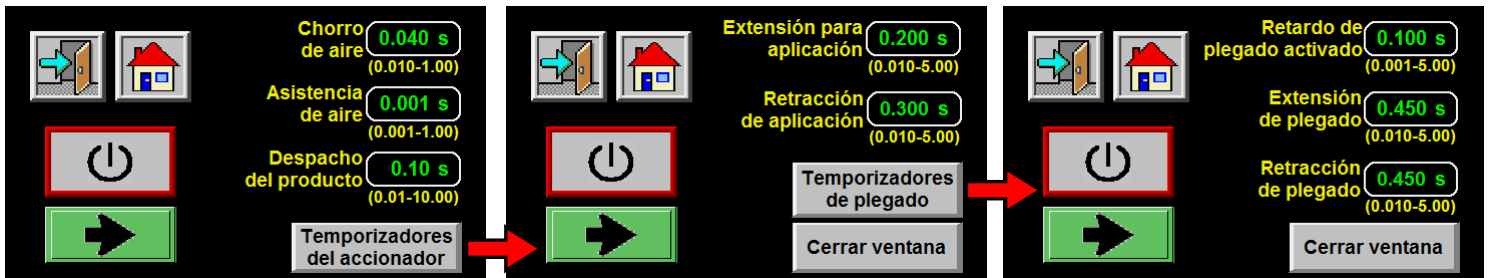 Chorro
de aire
0.040 s
(0.010-1.00)
Asistencia
de aire
0.001 s
(0.001-1.00)
Despacho
del producto
0.10 s
(0.01-10.00)
Temporizadores
del accionador
Extensión para
aplicación
0.200 s
(0.010-5.00)
Retracción
de aplicación
0.300 s
(0.010-5.00)
Temporizadores
de plegado
Cerrar ventana
Retardo de
plegado activado
0.100 s
(0.001-5.00)
Extensión
de plegado
0.450 s
(0.010-5.00)
Retracción
de plegado
0.450 s
(0.010-5.00)
Cerrar ventana